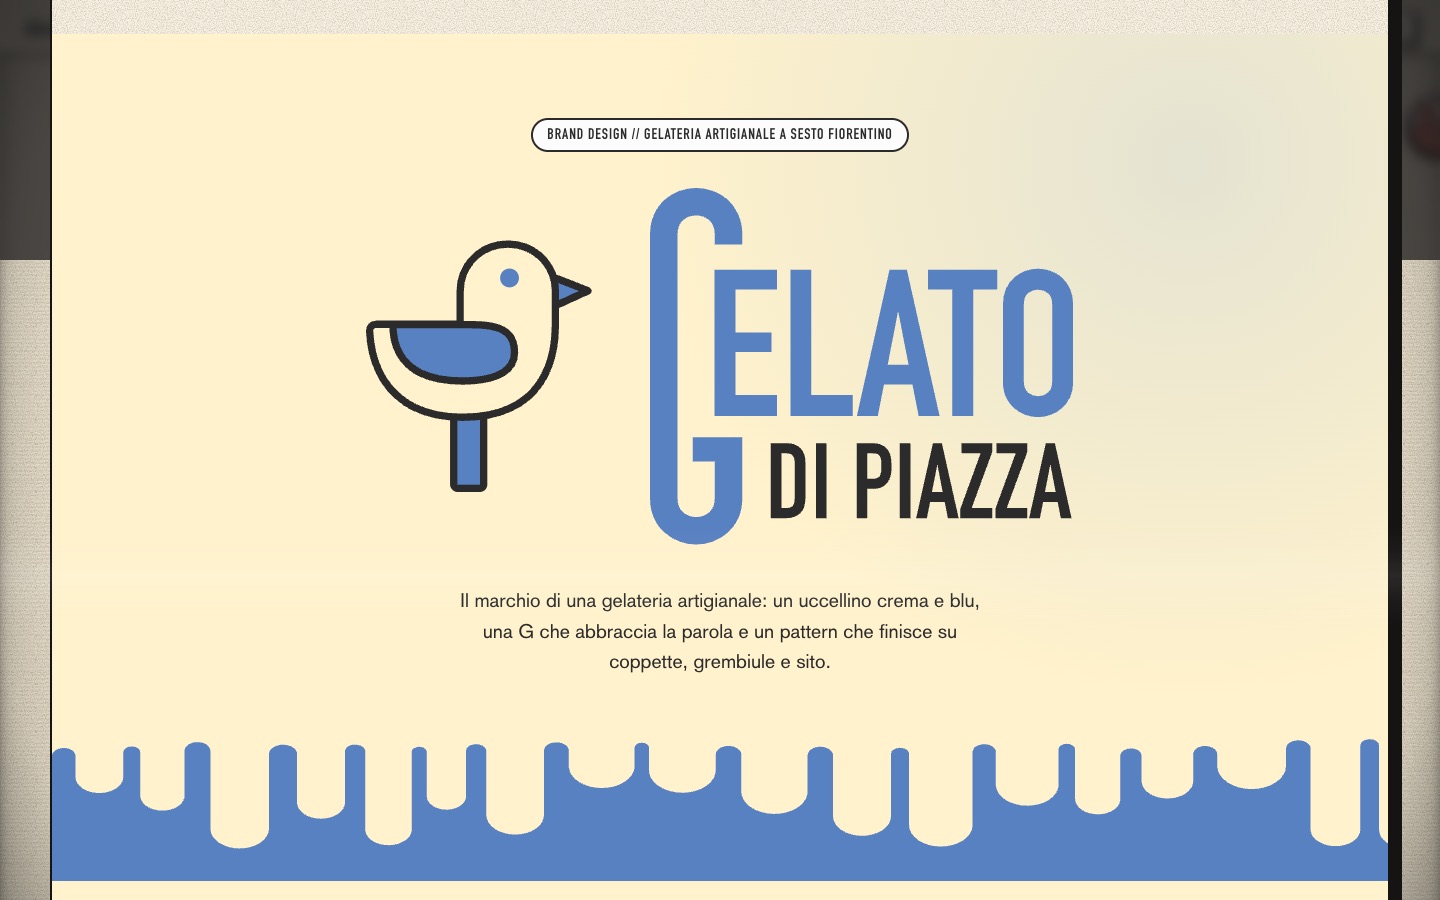 BRAND DESIGN // GELATERIA ARTIGIANALE A SESTO FIORENTINO
GELATO
DI PIAZZA
Il marchio di una gelateria artigianale: un uccellino crema e blu,
una G che abbraccia la parola e un pattern che finisce su
coppette, grembiule e sito.